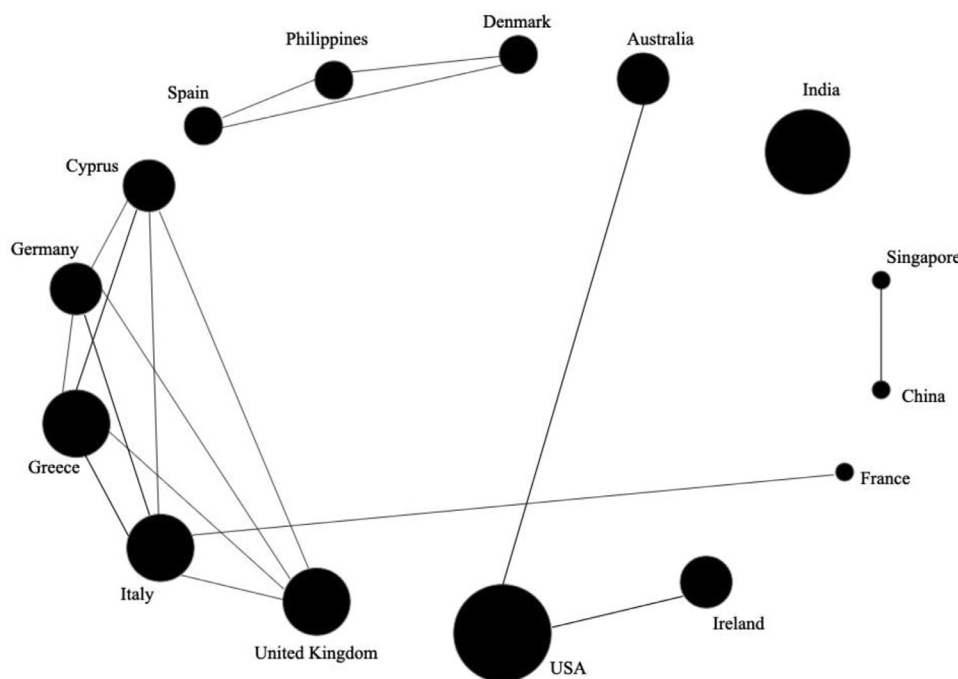 Denmark
Philippines
Australia
Spain
India
Cyprus
Germany
Singapore
China
Greece
France
Italy
Ireland
United Kingdom
USA